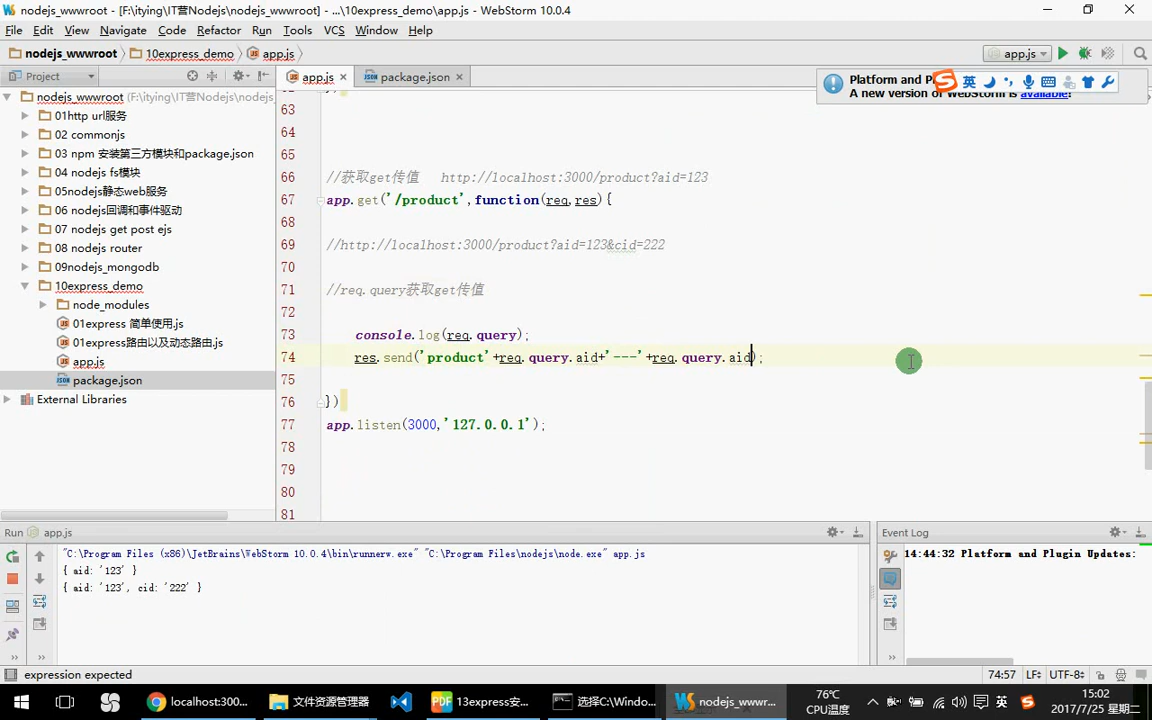 nodejs_wwwroot [F:\itying\IT营Nodejs\nodejs_wwwroot] - ...\10express_demo\app.js - WebStorm 10.0.4
File Edit View Navigate Code Refactor Run Tools VCS Window Help
nodejs_wwwroot 10express_demo app.js
app.js
Project
app.js
package.json
Platform and P
A new version of WebStorm is available!
英
nodejs_wwwroot (F:\itying\IT营Nodejs\nodejs_
01http url服务
02 commonjs
03 npm 安装第三方模块和package.json
04 nodejs fs模块
05nodejs静态web服务
06 nodejs回调和事件驱动
07 nodejs get post ejs
08 nodejs router
09nodejs_mongodb
10express_demo
node_modules
01express 简单使用.js
02express路由以及动态路由.js
app.js
package.json
External Libraries
63
64
65
66 //获取get传值 http://localhost:3000/product?aid=123
67 app.get('/product',function(req,res){
68
69 //http://localhost:3000/product?aid=123&cid=222
70
71 //req.query获取get传值
72
73 console.log(req.query);
74 res.send('product'+req.query.aid+'---'+req.query.aid);
75
76 })
77 app.listen(3000,'127.0.0.1');
78
79
80
81
Run app.js
"C:\Program Files (x86)\JetBrains\WebStorm 10.0.4\bin\runnerw.exe" "C:\Program Files\nodejs\node.exe" app.js
{ aid: '123' }
{ aid: '123', cid: '222' }
Event Log
14:44:32 Platform and Plugin Updates:
expression expected
74:57 LF÷ UTF-8÷
localhost:300...
文件资源管理器
13express安...
选择C:\Windo...
nodejs_wwwr...
76℃
CPU温度
英
15:02
2017/7/25 星期二